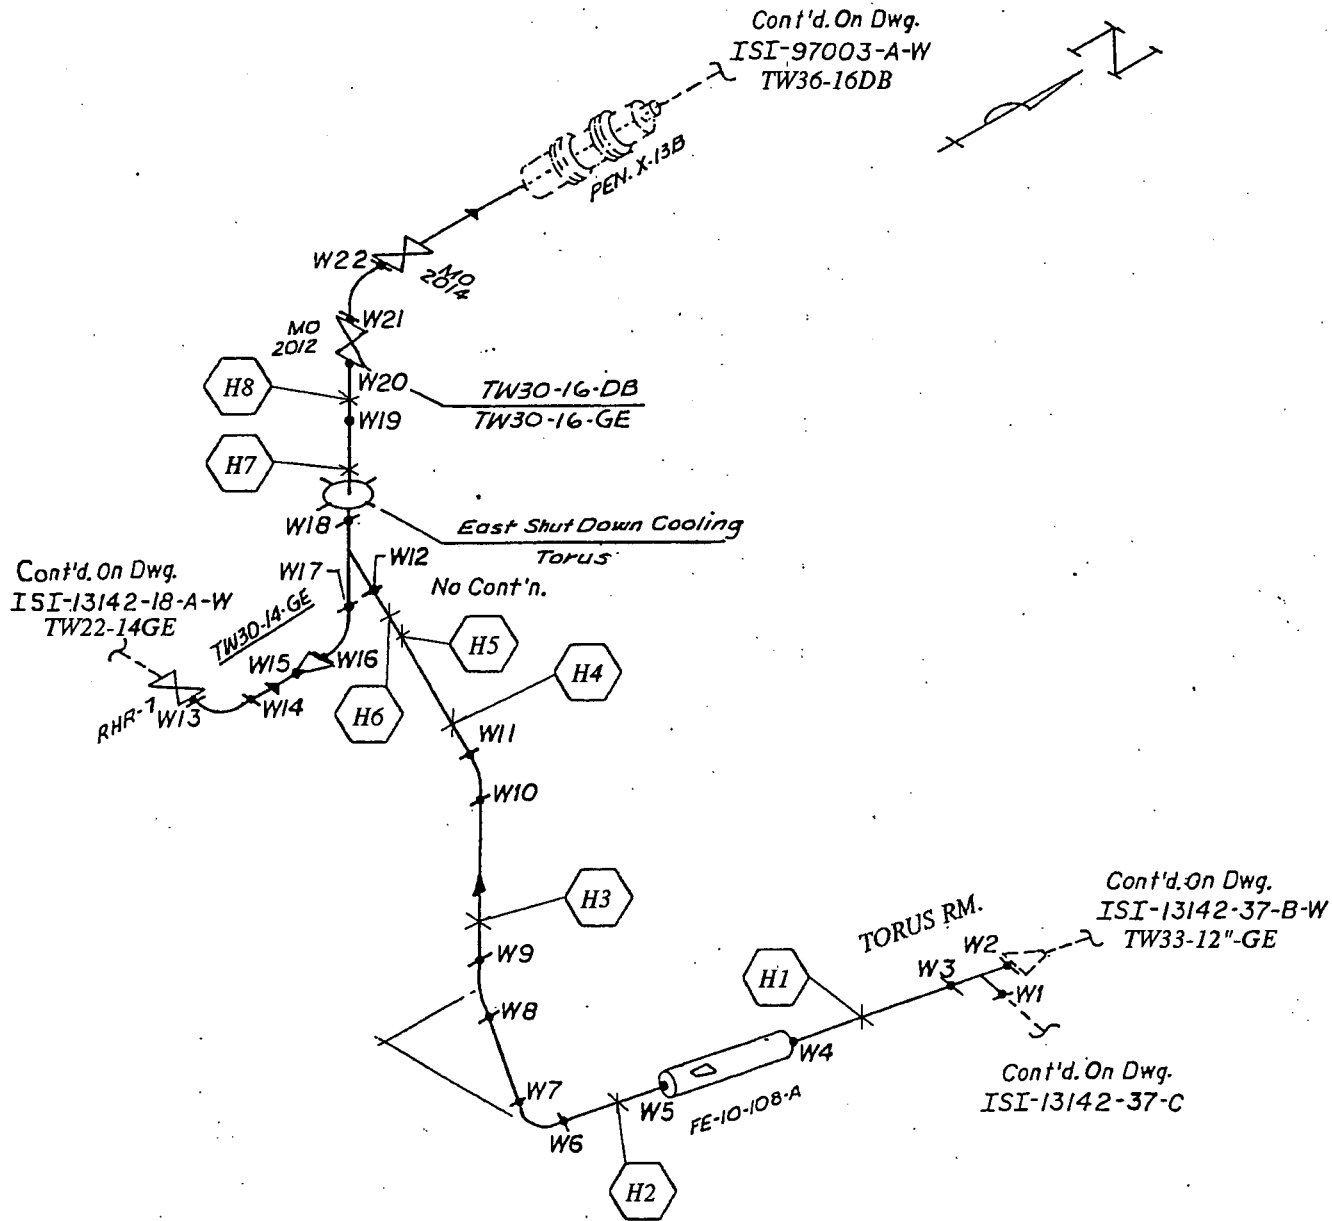 Cont'd. On Dwg.
ISI-97003-A-W
TW36-16DB
N
PEN. X-13B
W22
MO
2014
W21
MO
2012
H8
W20
TW30-16-DB
TW30-16-GE
W19
H7
W18
East Shut Down Cooling
Torus
W12
Cont'd. On Dwg.
ISI-13142-18-A-W
TW22-14GE
W17
No Cont'n.
TW30-14-GE
H5
W15
W16
H4
RHR-7
W13
W14
H6
W11
W10
H3
Cont'd. On Dwg.
ISI-13142-37-B-W
TW33-12"-GE
TORUS RM.
W2
W9
W3
H1
W1
W8
W4
Cont'd. On Dwg.
ISI-13142-37-C
W7
W5
FE-10-108-A
W6
H2